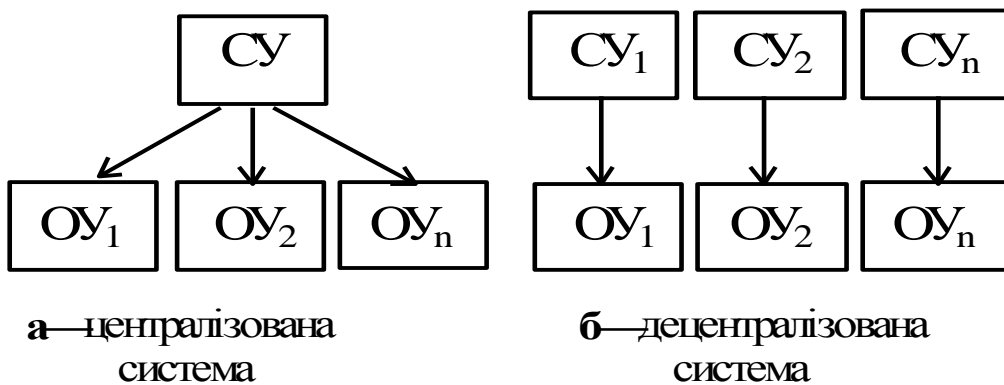 СУ СУ₁ СУ₂ СУₙ
ОУ₁ ОУ₂ ОУₙ ОУ₁ ОУ₂ ОУₙ
а—централізована
система
б—децентралізована
система